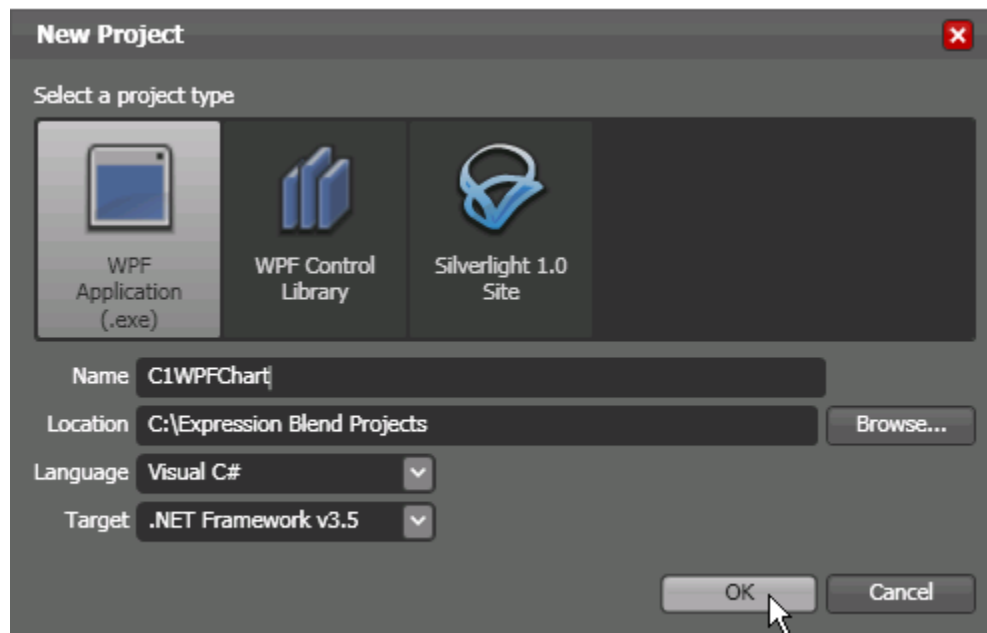 New Project
Select a project type
WPF
Application
(.exe)
WPF Control
Library
Silverlight 1.0
Site
Name C1WPFChart
Location C:\Expression Blend Projects Browse...
Language Visual C#
Target .NET Framework v3.5
OK Cancel